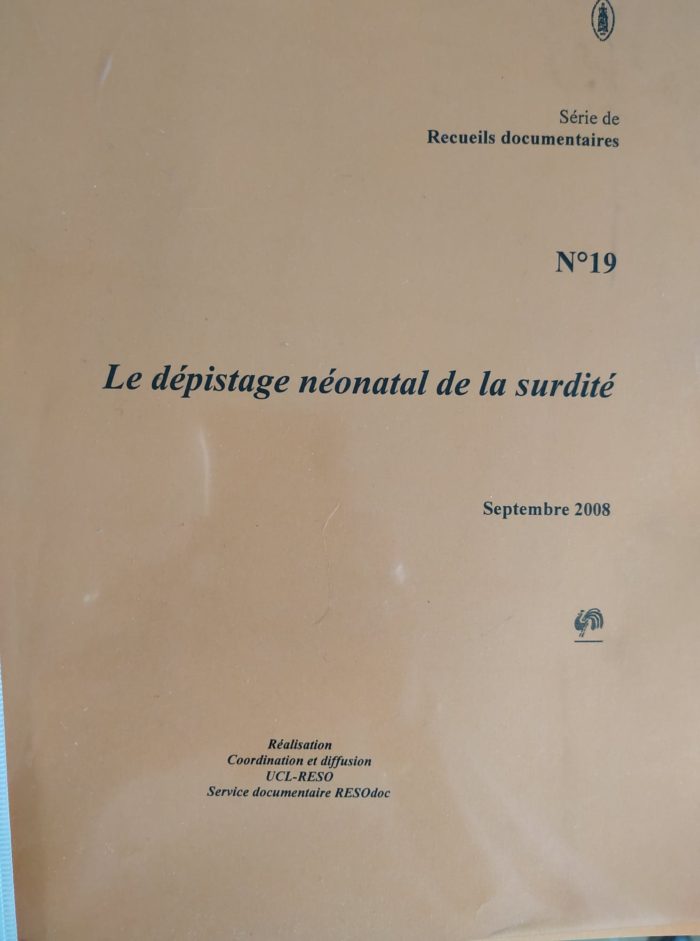 Série de
Recueils documentaires
N°19
Le dépistage néonatal de la surdité
Septembre 2008
Réalisation
Coordination et diffusion
UCL-RESO
Service documentaire RESOdoc